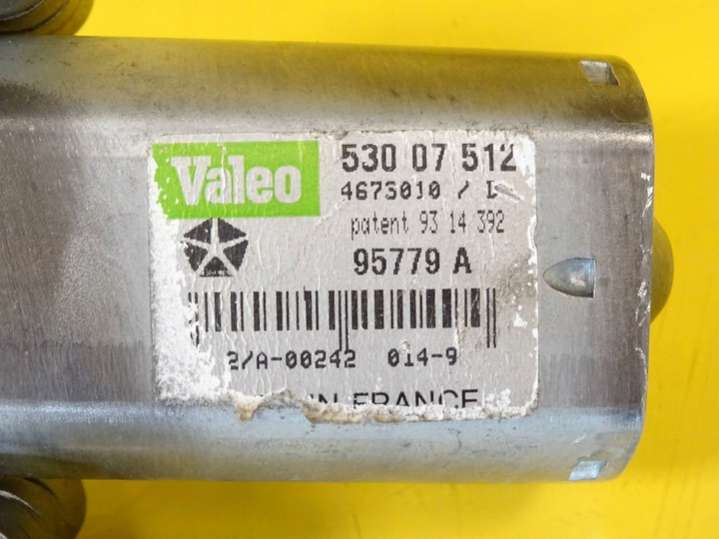 Valeo
530 07 512
4673010 / I
patent 93 14 392
95779 A
2/A-00242 014-9
IN FRANCE